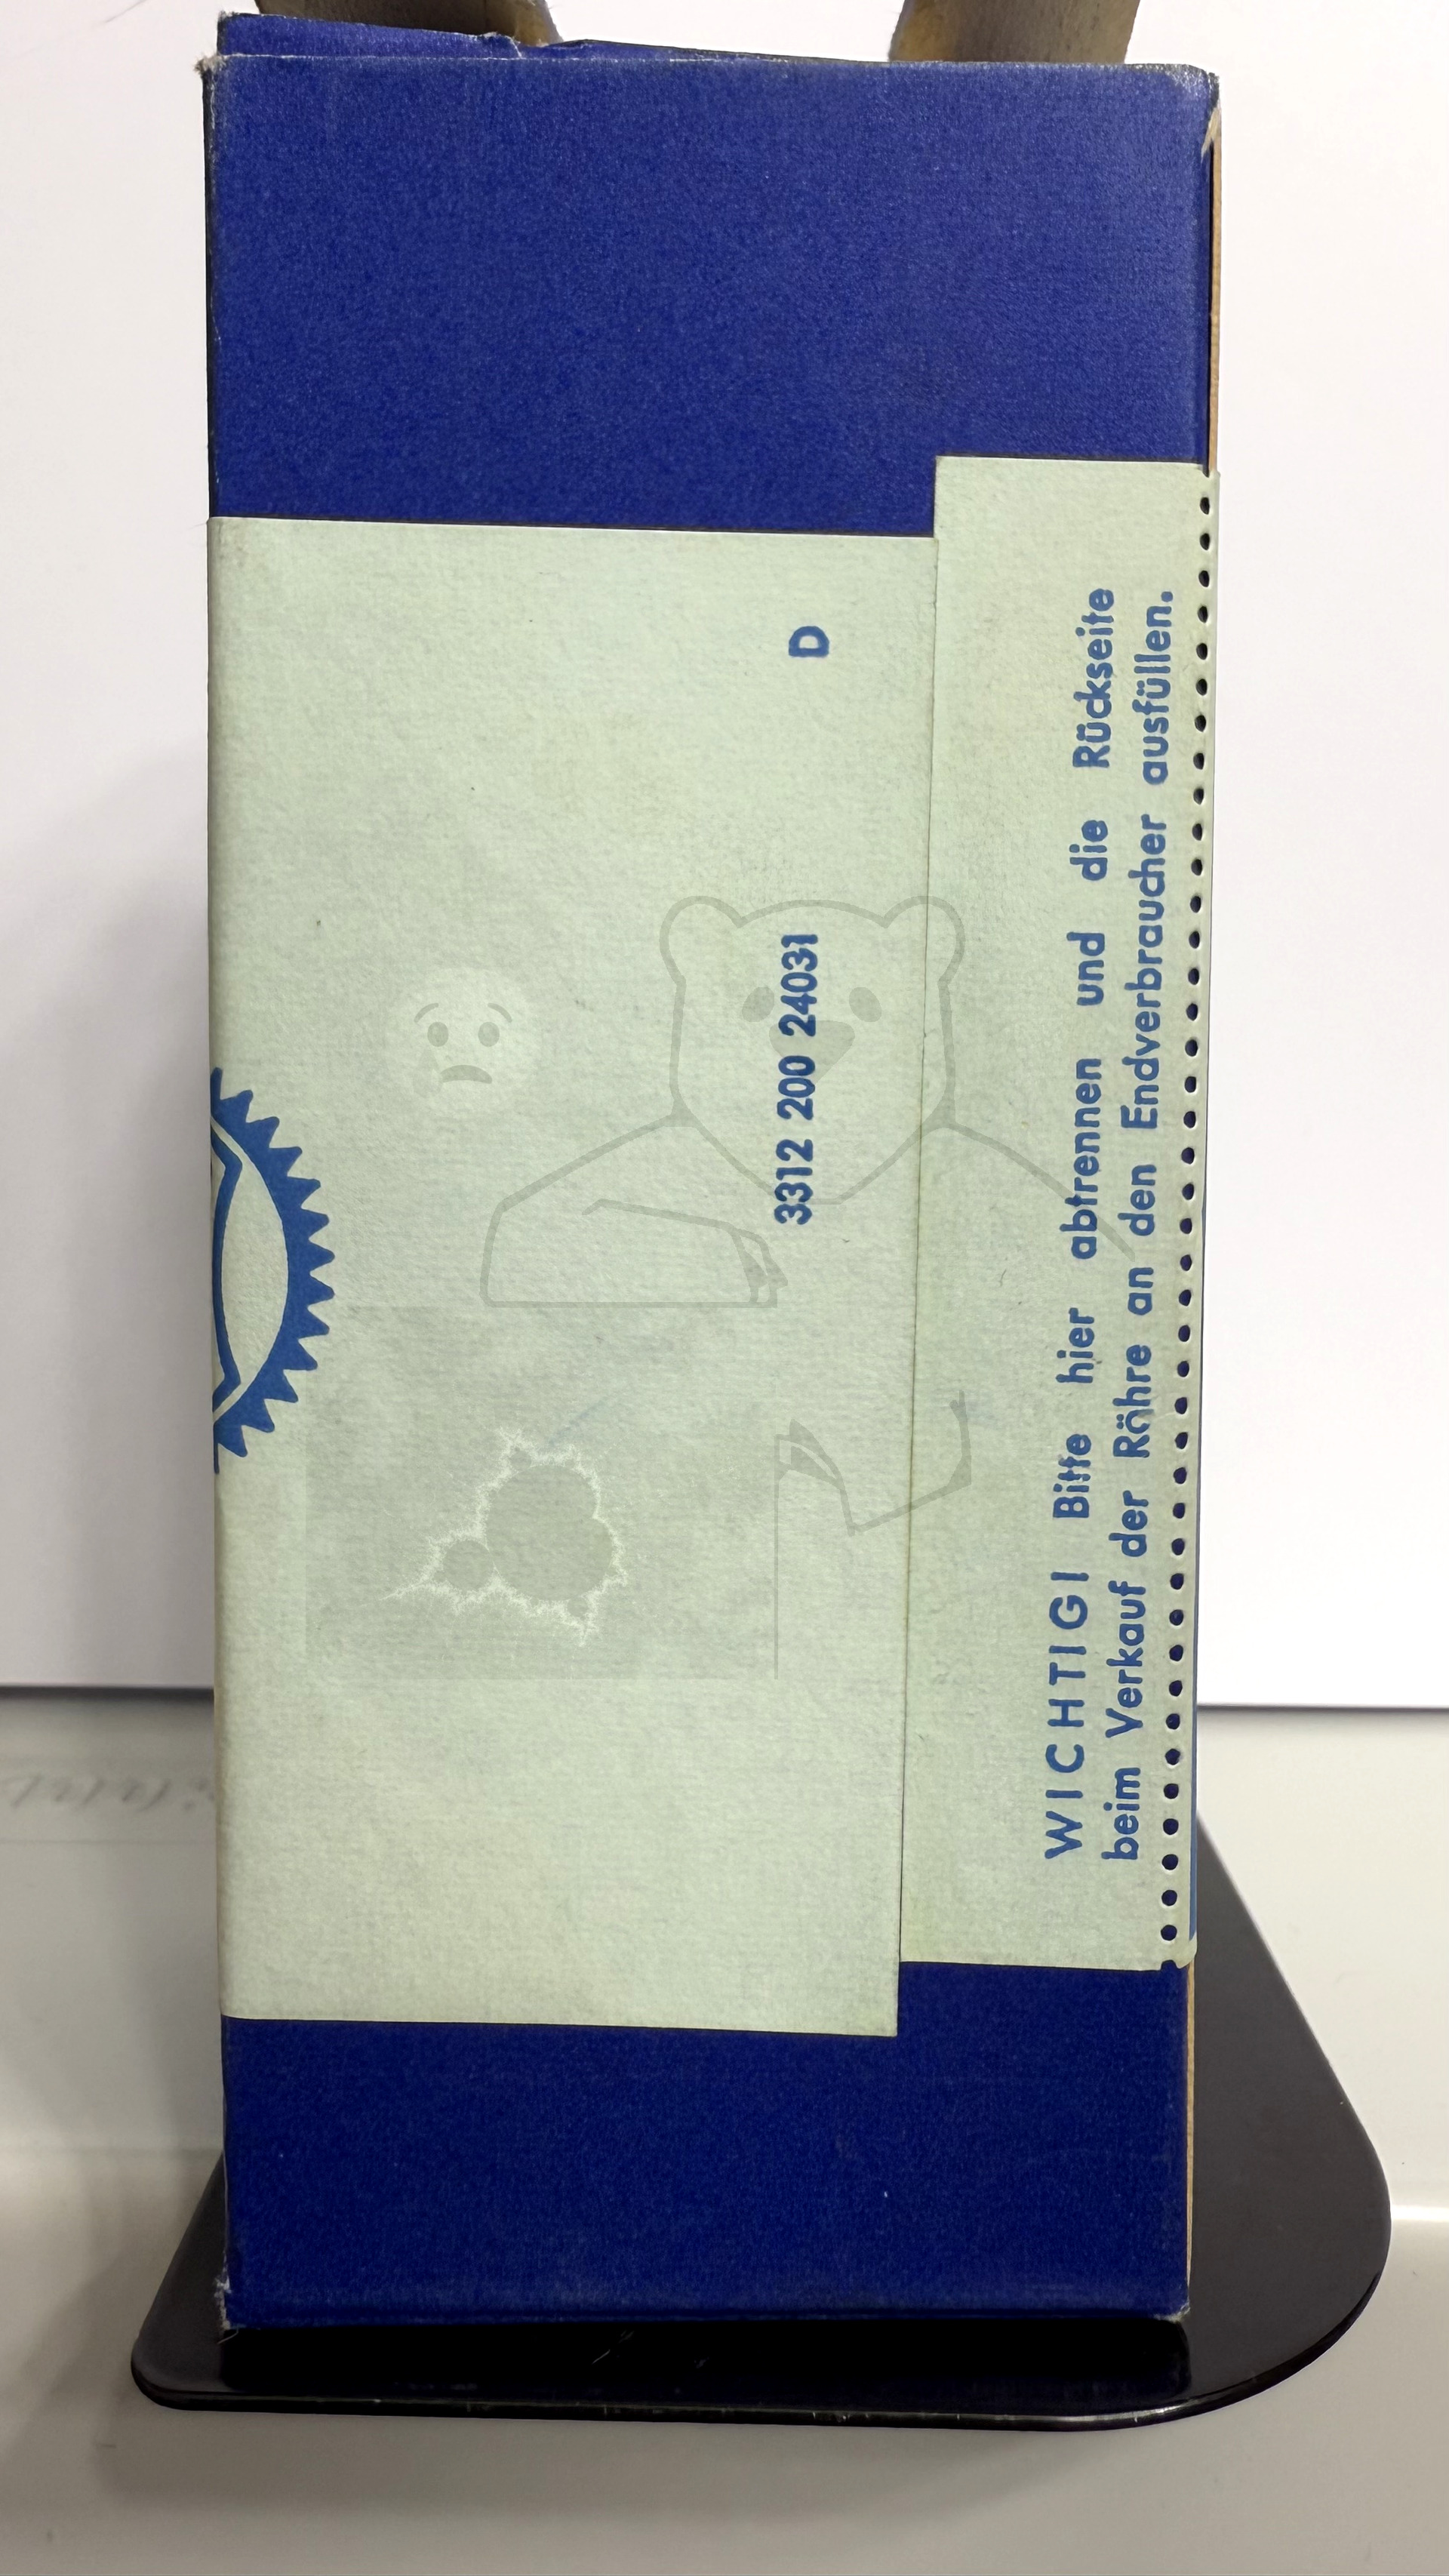 D
3312 200 24031
WICHTIG! Bitte hier abtrennen und die Rückseite
beim Verkauf der Röhre an den Endverbraucher ausfüllen.